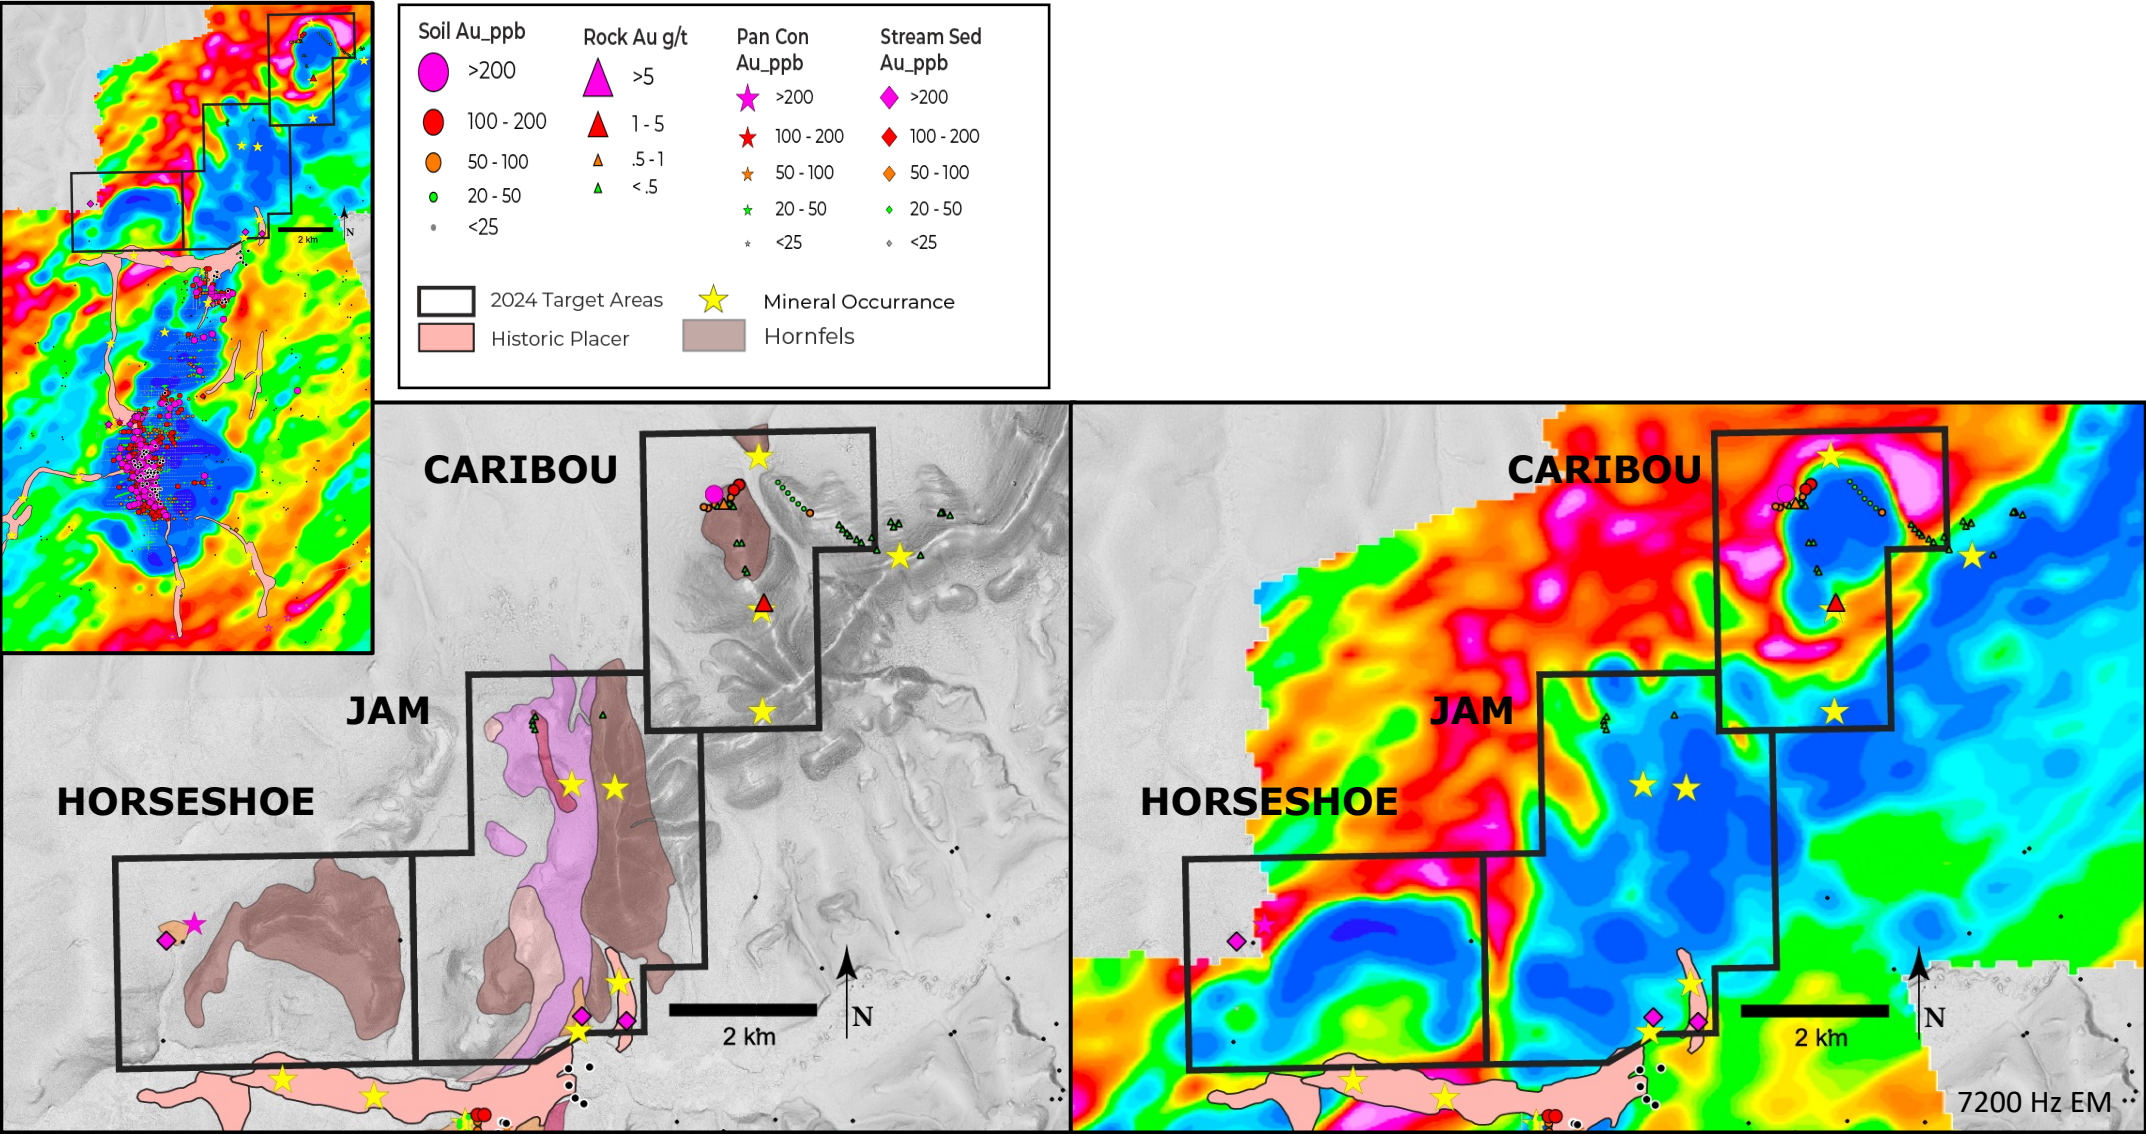 Soil Au_ppb
>200
100 - 200
50 - 100
20 - 50
<25
Rock Au g/t
>5
1 - 5
.5 - 1
< .5
Pan Con
Au_ppb
>200
100 - 200
50 - 100
20 - 50
<25
Stream Sed
Au_ppb
>200
100 - 200
50 - 100
20 - 50
<25
2024 Target Areas
Mineral Occurrance
Historic Placer
Hornfels
2 km
N
CARIBOU
JAM
HORSESHOE
2 km
N
CARIBOU
JAM
HORSESHOE
2 km
N
7200 Hz EM